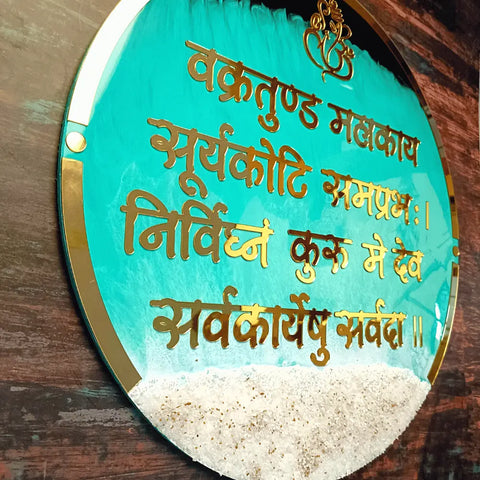 वक्रतुण्ड महाकाय
सूर्यकोटि समप्रभः।
निर्विघ्नं कुरु मे देव
सर्वकार्येषु सर्वदा॥